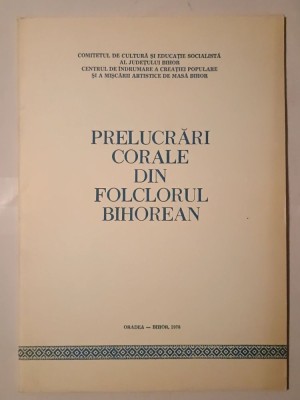 COMITETUL DE CULTURĂ ȘI EDUCAȚIE SOCIALISTĂ
AL JUDEȚULUI BIHOR
CENTRUL DE ÎNDRUMARE A CREAȚIEI POPULARE
ȘI A MIȘCĂRII ARTISTICE DE MASĂ BIHOR
PRELUCRĂRI
CORALE
DIN
FOLCLORUL
BIHOREAN
ORADEA — BIHOR,